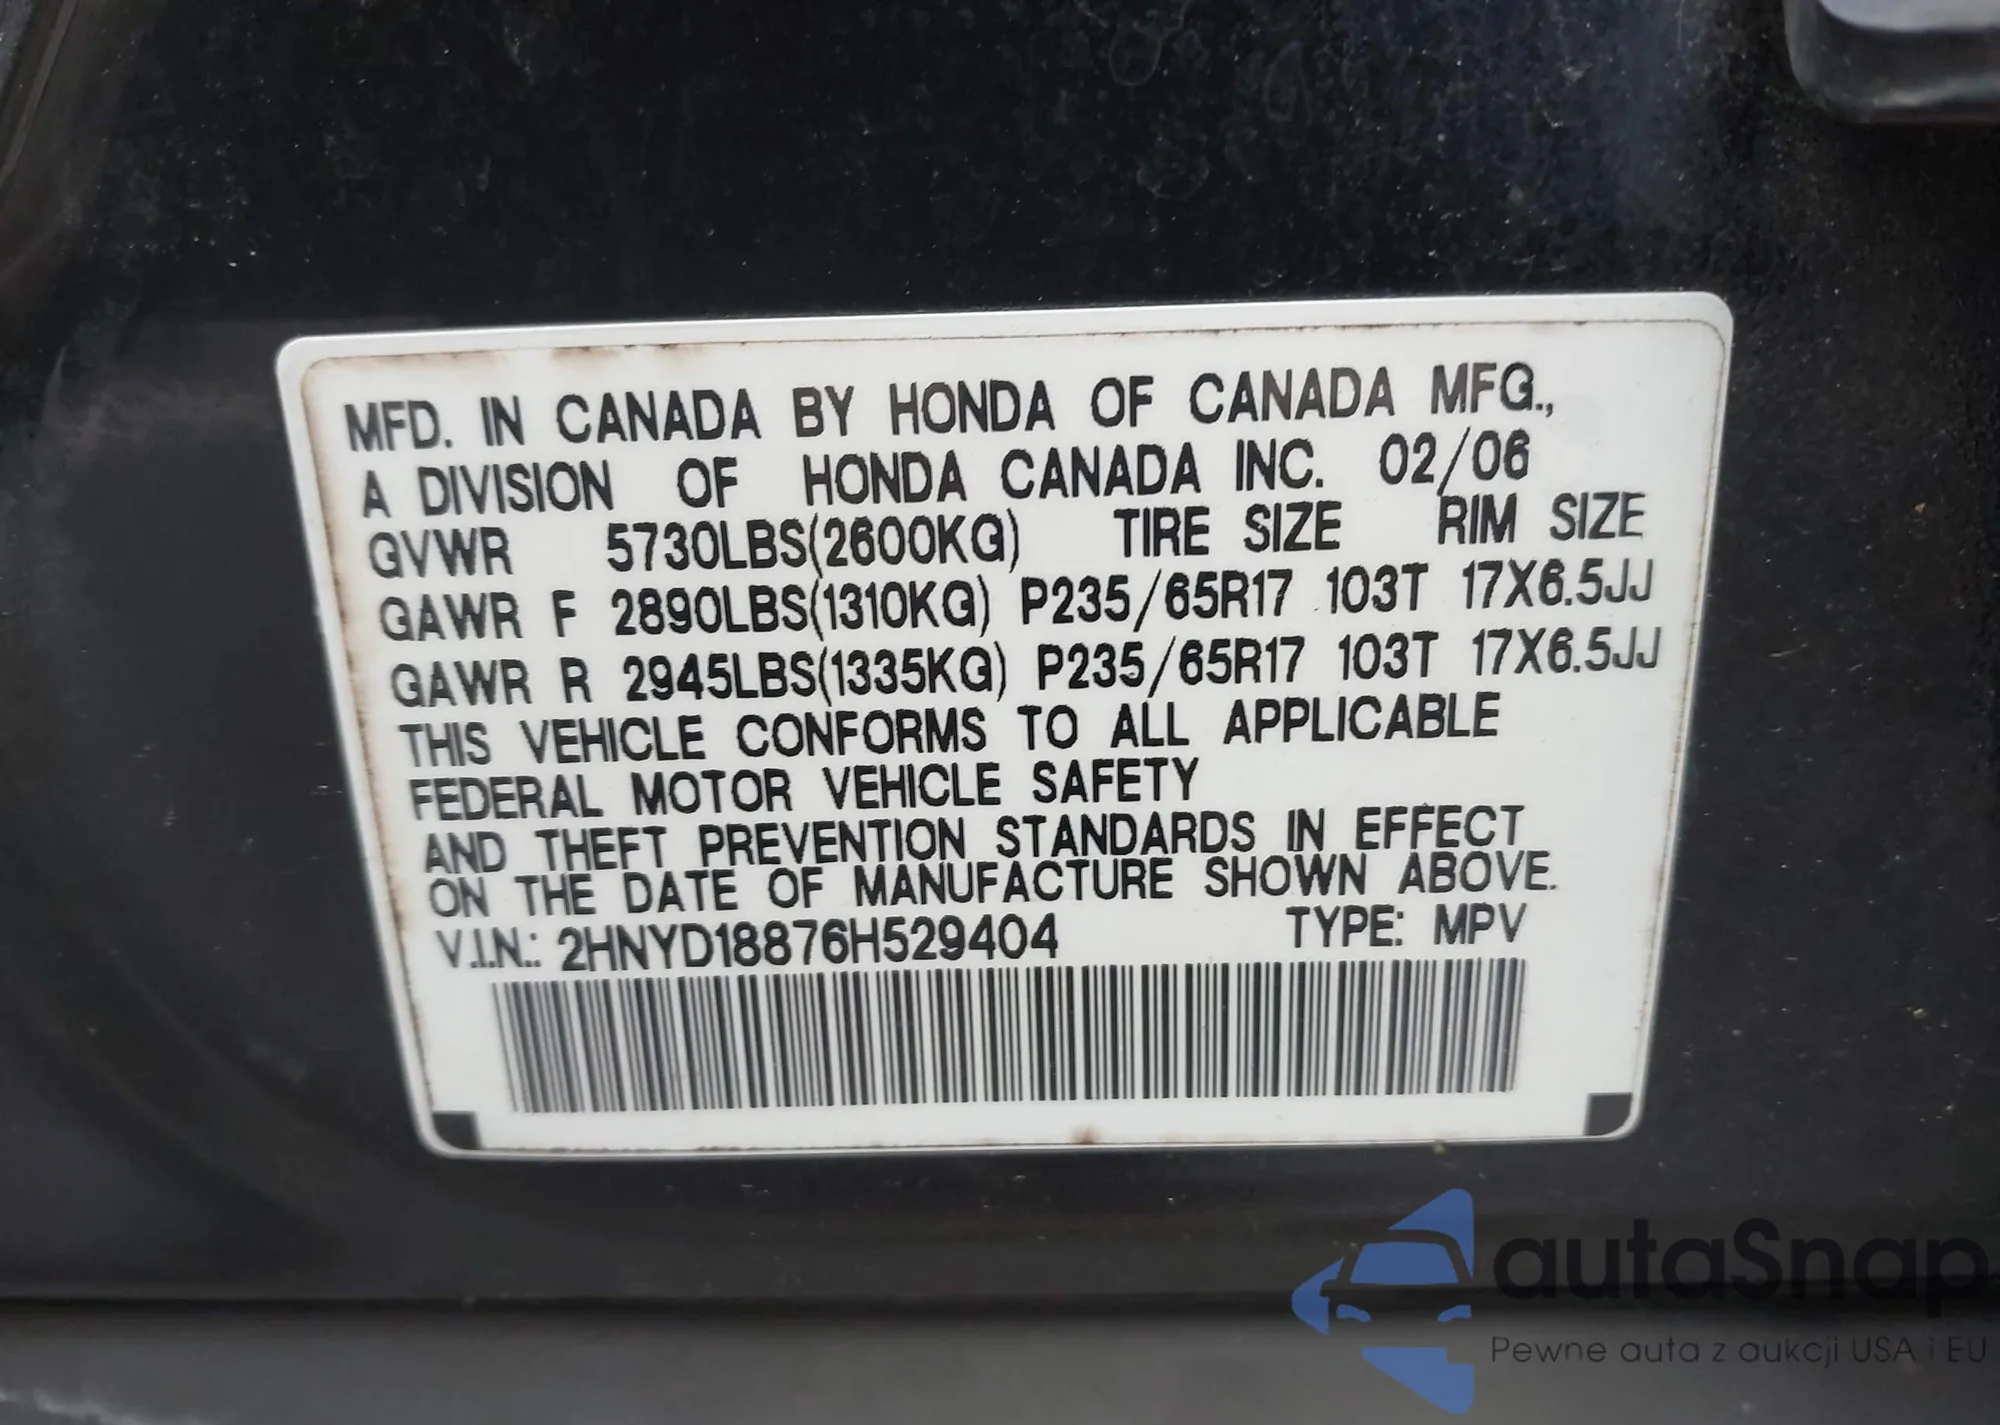 MFD. IN CANADA BY HONDA OF CANADA MFG.,
A DIVISION OF HONDA CANADA INC. 02/06
GVWR 5730LBS(2600KG) TIRE SIZE RIM SIZE
GAWR F 2890LBS(1310KG) P235/65R17 103T 17X6.5JJ
GAWR R 2945LBS(1335KG) P235/65R17 103T 17X6.5JJ
THIS VEHICLE CONFORMS TO ALL APPLICABLE
FEDERAL MOTOR VEHICLE SAFETY
AND THEFT PREVENTION STANDARDS IN EFFECT
ON THE DATE OF MANUFACTURE SHOWN ABOVE.
V.I.N.: 2HNYD18876H529404 TYPE: MPV
autoSnap
Pewne auta z aukcji USA i EU